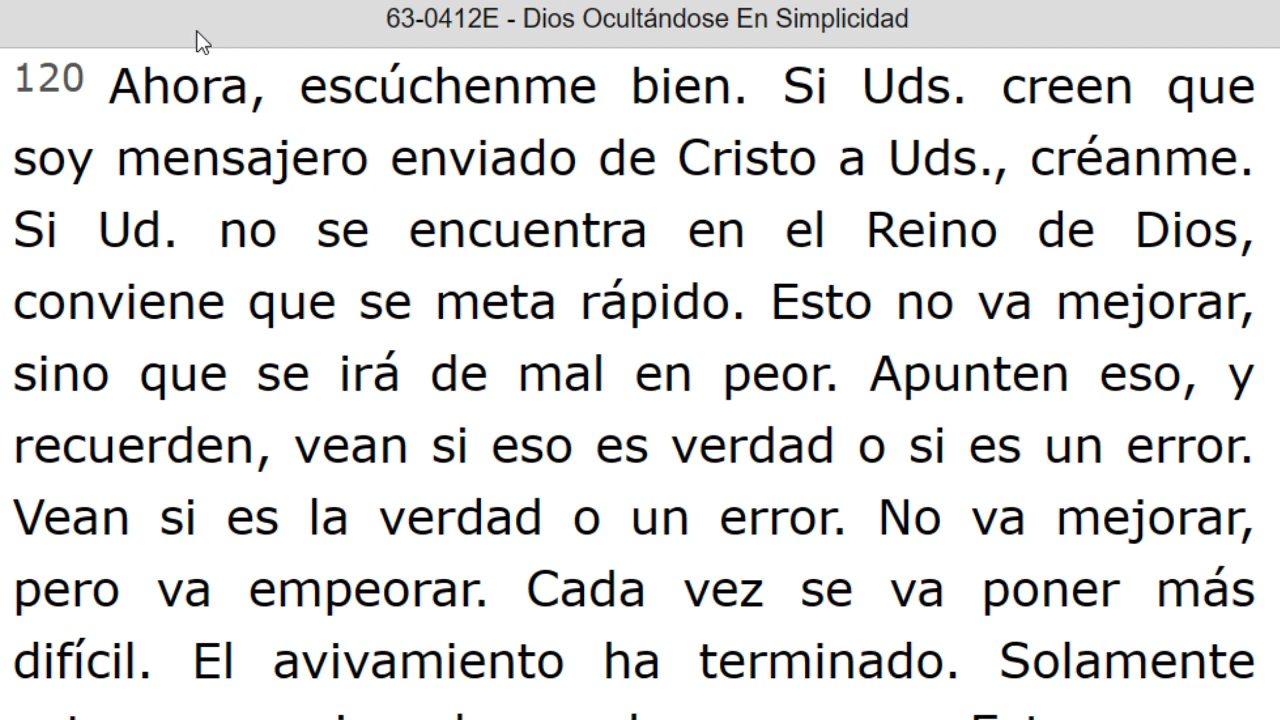 63-0412E - Dios Ocultándose En Simplicidad
120 Ahora, escúchenme bien. Si Uds. creen que
soy mensajero enviado de Cristo a Uds., créanme.
Si Ud. no se encuentra en el Reino de Dios,
conviene que se meta rápido. Esto no va mejorar,
sino que se irá de mal en peor. Apunten eso, y
recuerden, vean si eso es verdad o si es un error.
Vean si es la verdad o un error. No va mejorar,
pero va empeorar. Cada vez se va poner más
difícil. El avivamiento ha terminado. Solamente